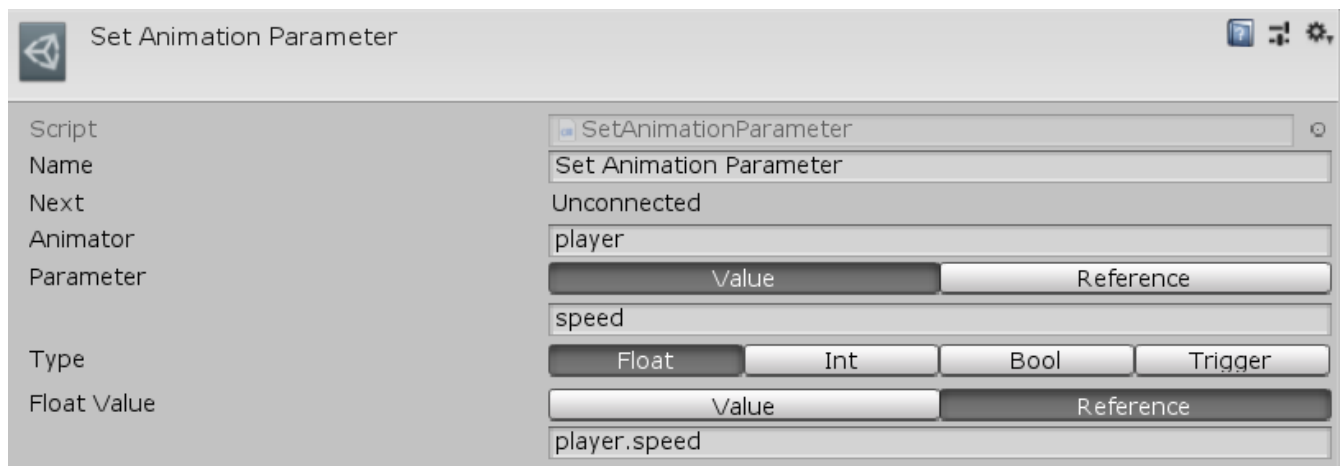 Set Animation Parameter
Script SetAnimationParameter
Name Set Animation Parameter
Next Unconnected
Animator player
Parameter Value Reference
speed
Type Float Int Bool Trigger
Float Value Value Reference
player.speed